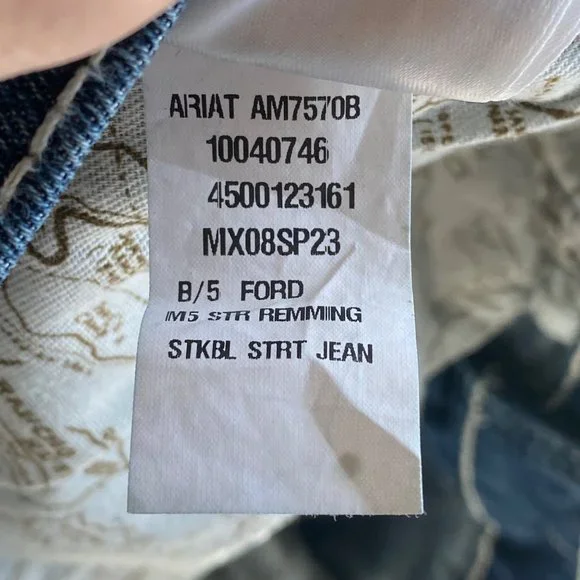 ARIAT AM7570B
10040746
4500123161
MX08SP23
B/5 FORD
M5 STR REMMING
STKBL STRT JEAN